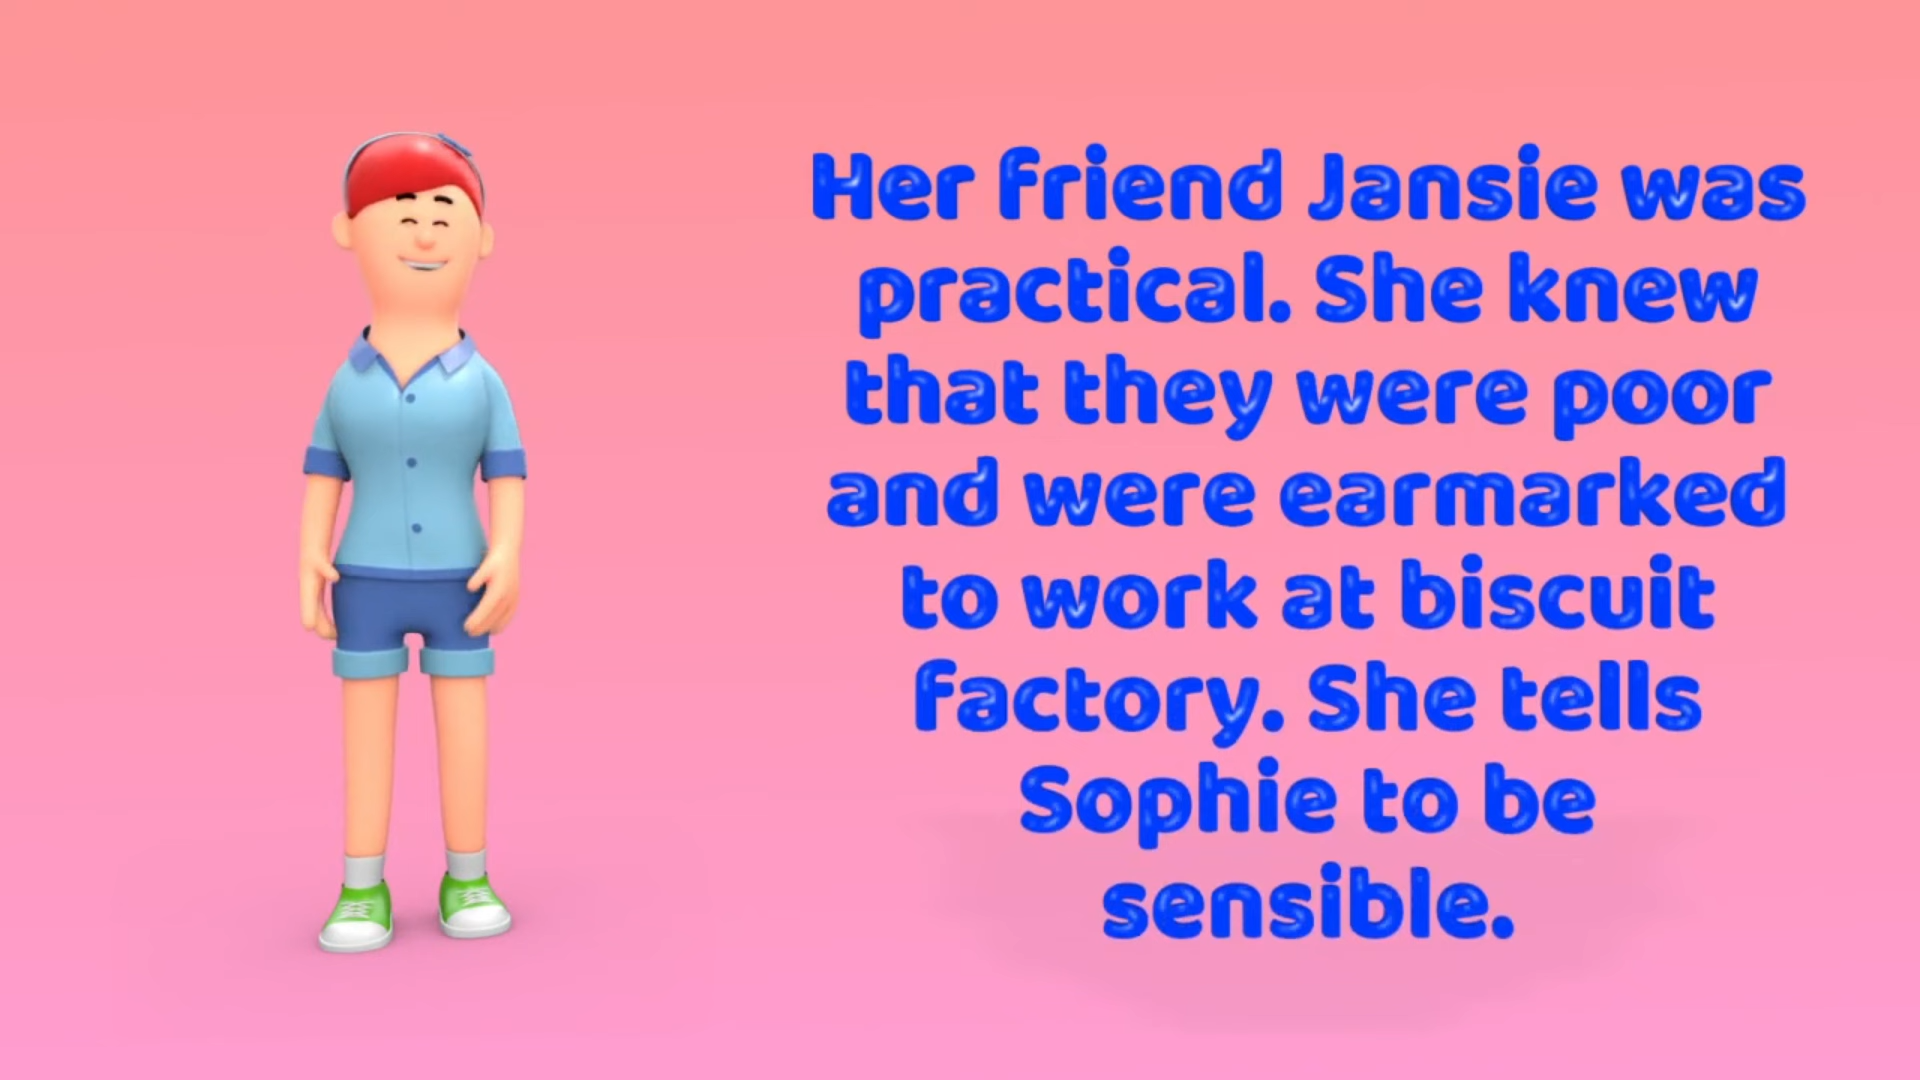 Her friend Jansie was
practical. She knew
that they were poor
and were earmarked
to work at biscuit
factory. She tells
Sophie to be
sensible.